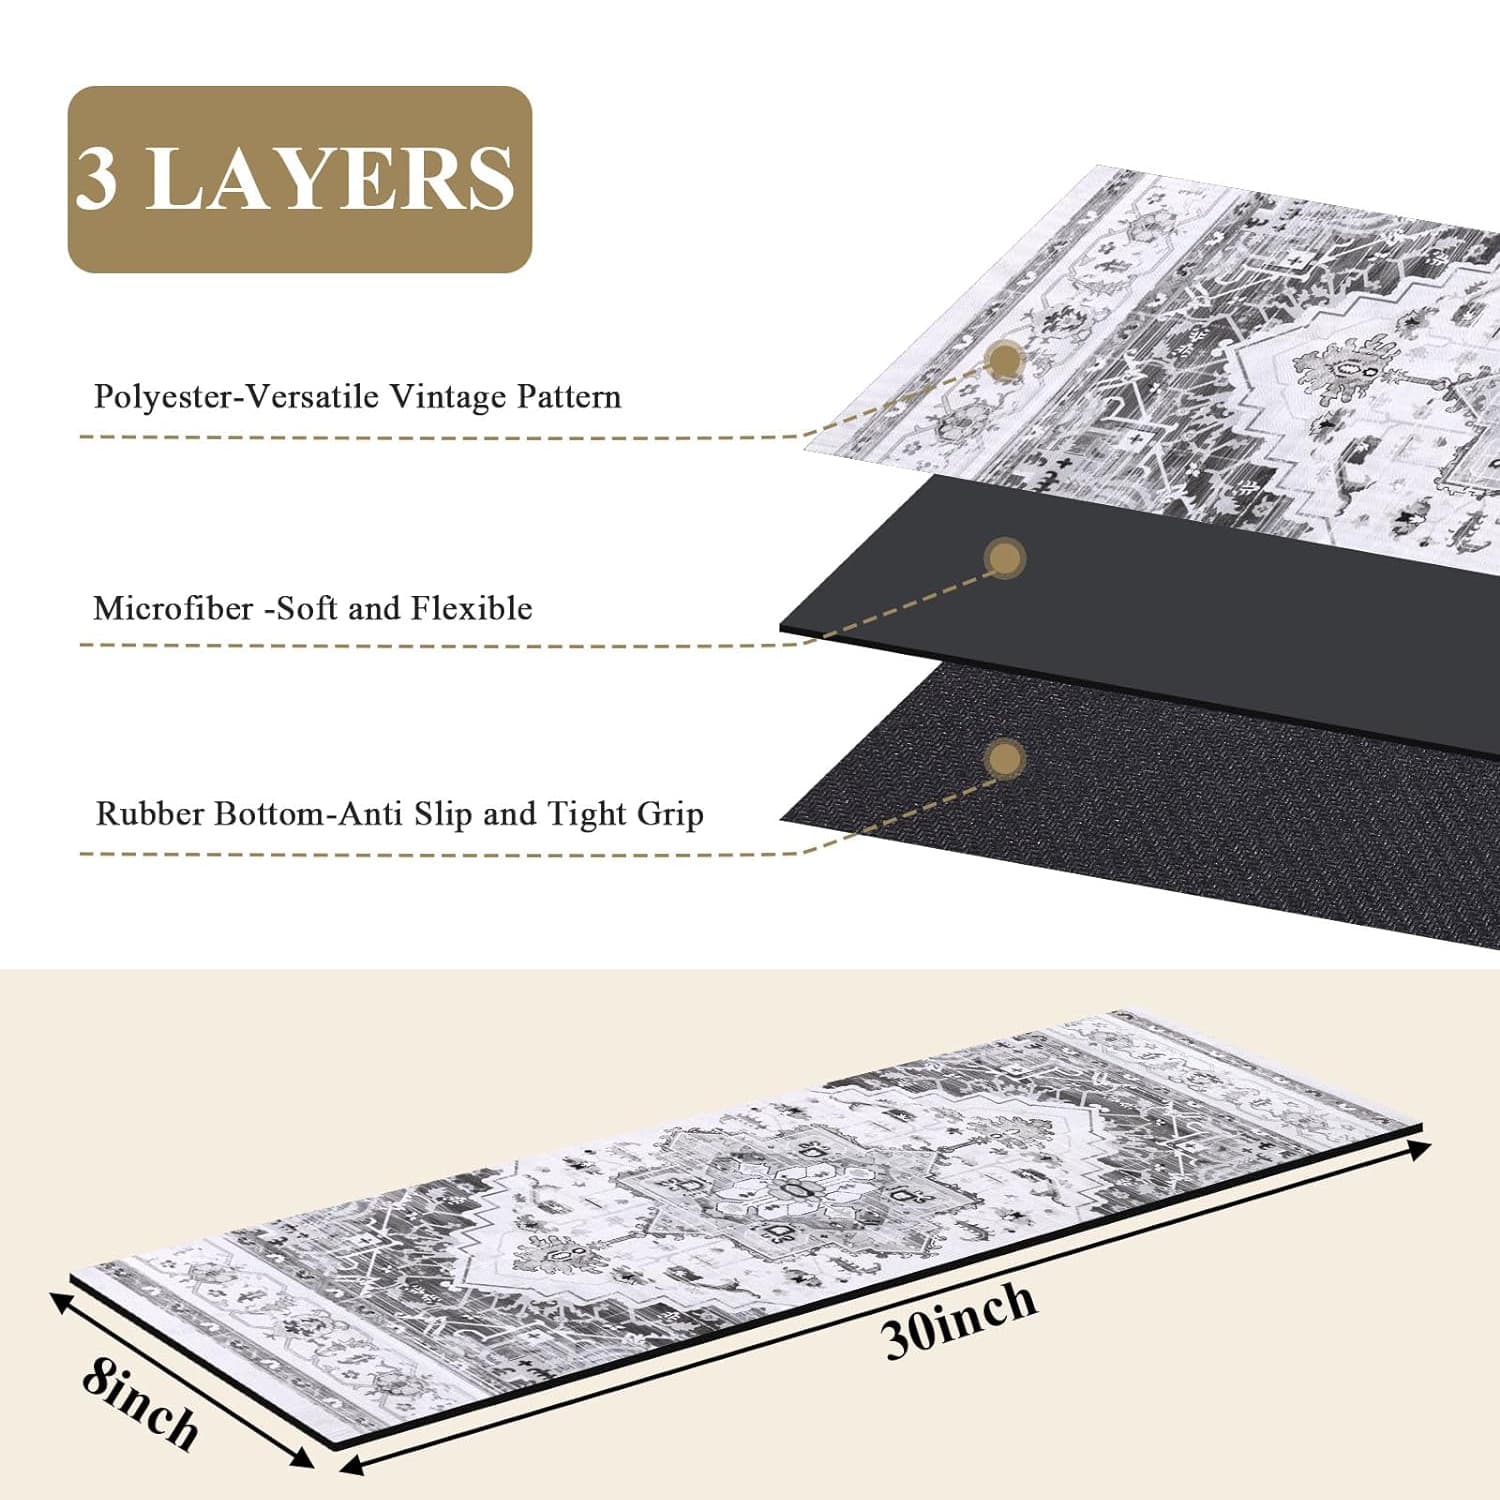 3 LAYERS
Polyester-Versatile Vintage Pattern
Microfiber -Soft and Flexible
Rubber Bottom-Anti Slip and Tight Grip
30inch
8inch